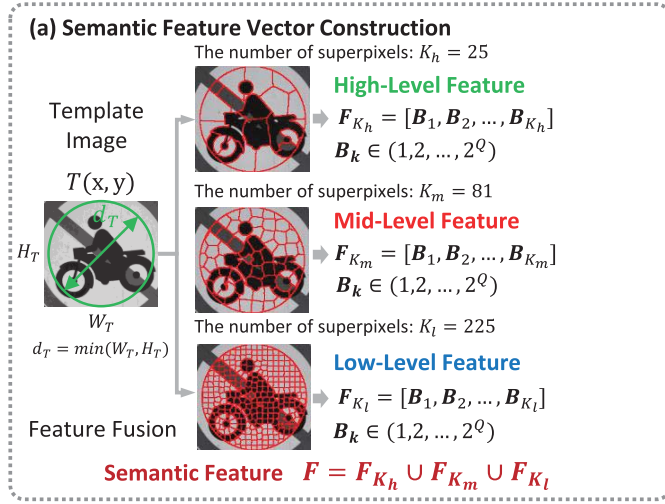 (a) Semantic Feature Vector Construction
The number of superpixels: K_h = 25
Template
Image
T(x, y)
d_T
H_T
W_T
d_T = min(W_T, H_T)
High-Level Feature
F_{K_h} = [B_1, B_2, ..., B_{K_h}]
B_k ∈ (1,2, ..., 2^Q)
The number of superpixels: K_m = 81
Mid-Level Feature
F_{K_m} = [B_1, B_2, ..., B_{K_m}]
B_k ∈ (1,2, ..., 2^Q)
The number of superpixels: K_l = 225
Low-Level Feature
F_{K_l} = [B_1, B_2, ..., B_{K_l}]
B_k ∈ (1,2, ..., 2^Q)
Feature Fusion
Semantic Feature F = F_{K_h} ∪ F_{K_m} ∪ F_{K_l}